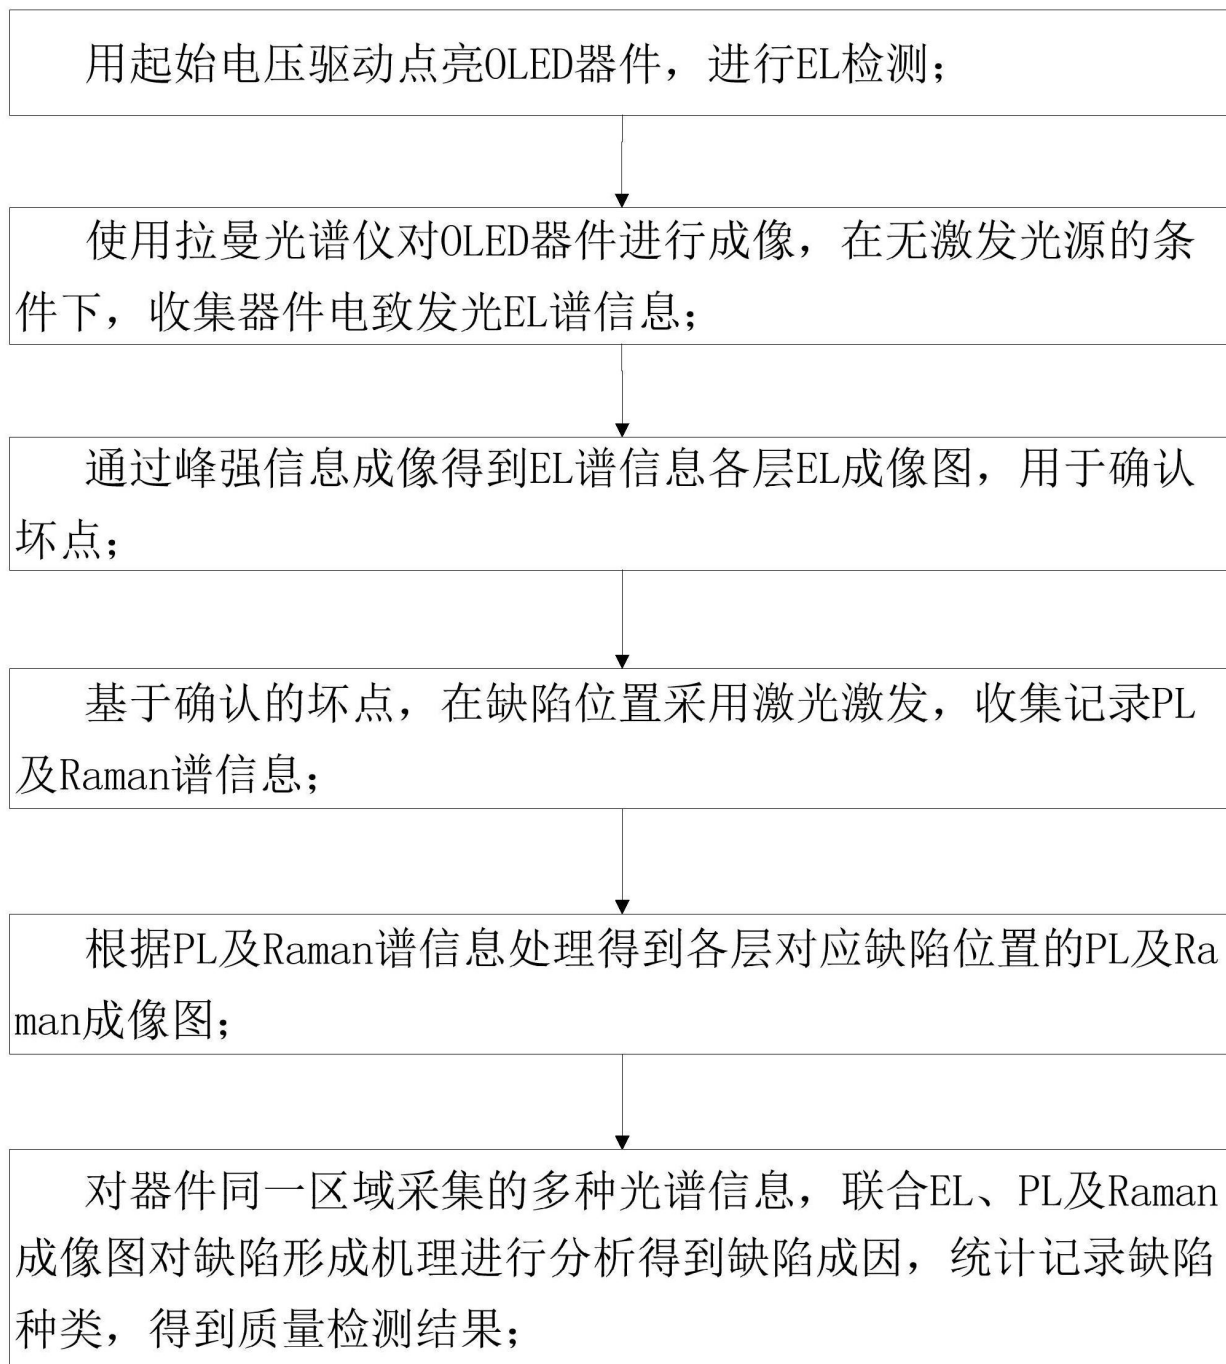 用起始电压驱动点亮OLED器件，进行EL检测；
使用拉曼光谱仪对OLED器件进行成像，在无激发光源的条
件下，收集器件电致发光EL谱信息；
通过峰强信息成像得到EL谱信息各层EL成像图，用于确认
坏点；
基于确认的坏点，在缺陷位置采用激光激发，收集记录PL
及Raman谱信息；
根据PL及Raman谱信息处理得到各层对应缺陷位置的PL及Ra
man成像图；
对器件同一区域采集的多种光谱信息，联合EL、PL及Raman
成像图对缺陷形成机理进行分析得到缺陷成因，统计记录缺陷
种类，得到质量检测结果；